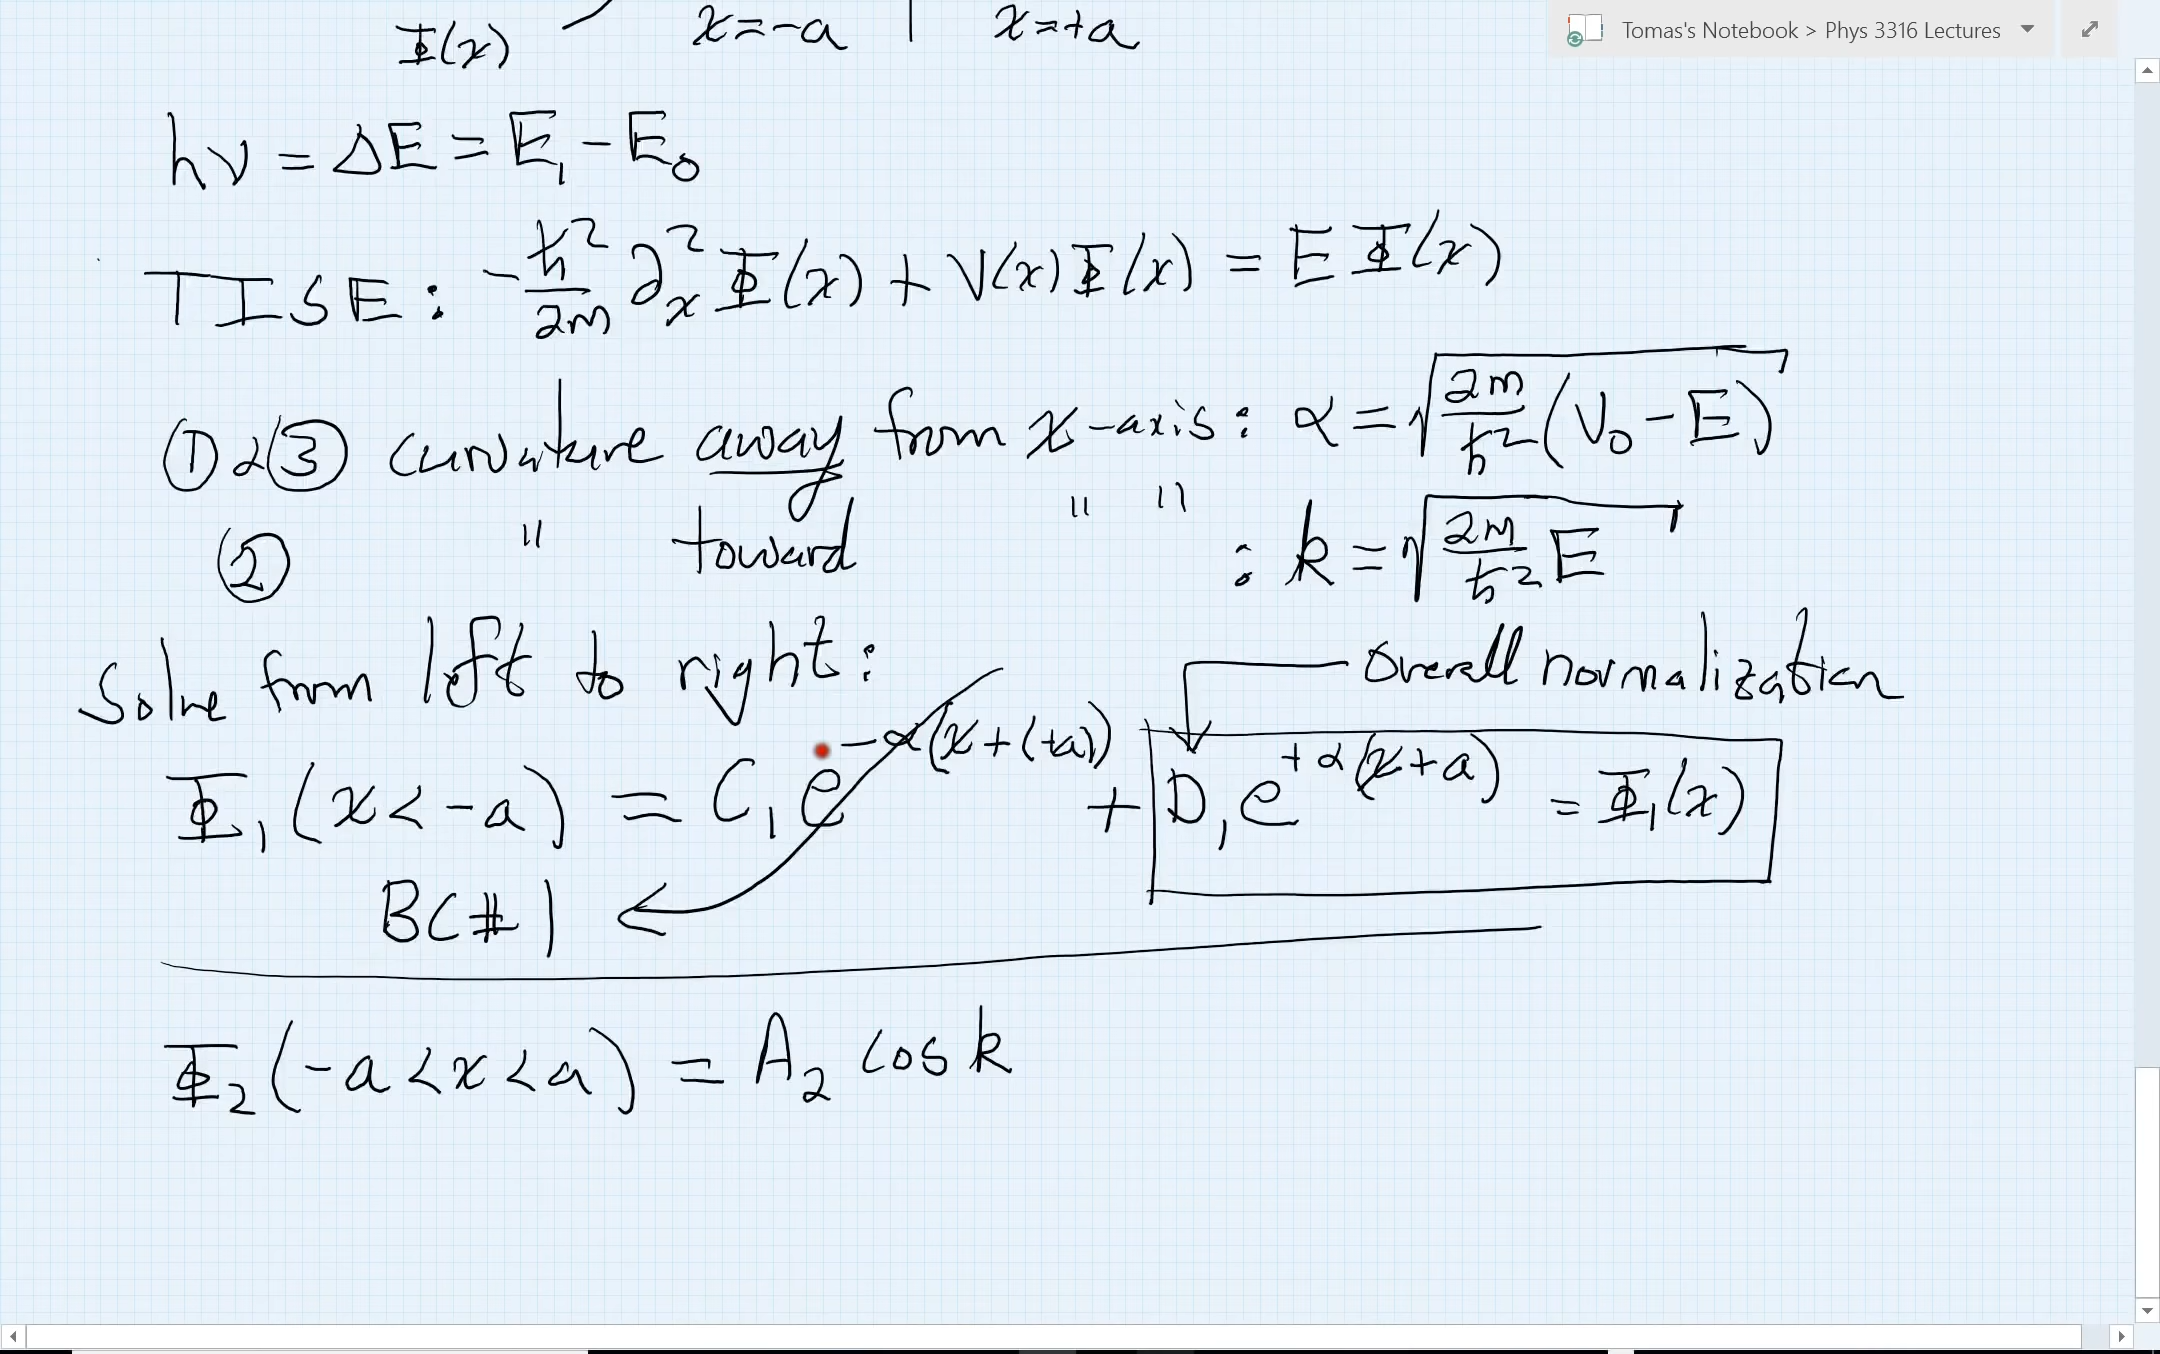 Φ(x) x=-a x=+a
Tomas's Notebook > Phys 3316 Lectures
hν = ΔE = E₁ - E₀
TISE: -ℏ²/2m ∂ₓ² Φ(x) + V(x)Φ(x) = E Φ(x)
① & ③ curvature away from x-axis: α = √(2m/ℏ² (V₀ - E))
② " toward " " : k = √(2m/ℏ² E)
Solve from left to right: overall normalization
Φ₁(x < -a) = C₁ e^{-α(x+(+a))} + D₁ e^{+α(x+a)} = Φ₁(x)
BC#1
Φ₂(-a < x < a) = A₂ cos k